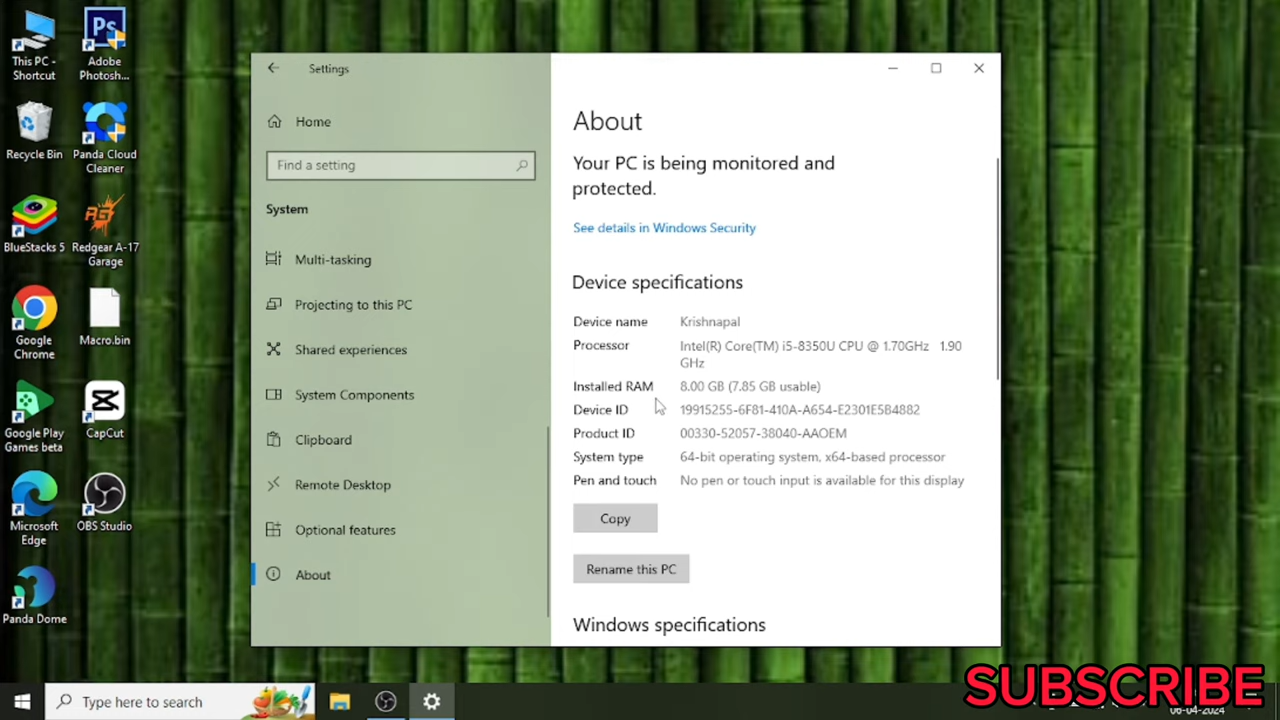 This PC -
Shortcut
Adobe
Photosh...
Recycle Bin
Panda Cloud
Cleaner
BlueStacks 5
Redgear A-17
Garage
Google
Chrome
Macro.bin
Google Play
Games beta
CapCut
Microsoft
Edge
OBS Studio
Panda Dome
Ps
Settings
Home
Find a setting
System
Multi-tasking
Projecting to this PC
Shared experiences
System Components
Clipboard
Remote Desktop
Optional features
About
About
Your PC is being monitored and
protected.
See details in Windows Security
Device specifications
Device name Krishnapal
Processor Intel(R) Core(TM) i5-8350U CPU @ 1.70GHz 1.90
GHz
Installed RAM 8.00 GB (7.85 GB usable)
Device ID 19915255-6F81-410A-A654-E2301E5B4882
Product ID 00330-52057-38040-AAOEM
System type 64-bit operating system, x64-based processor
Pen and touch No pen or touch input is available for this display
Copy
Rename this PC
Windows specifications
Type here to search
SUBSCRIBE
06-04-2024